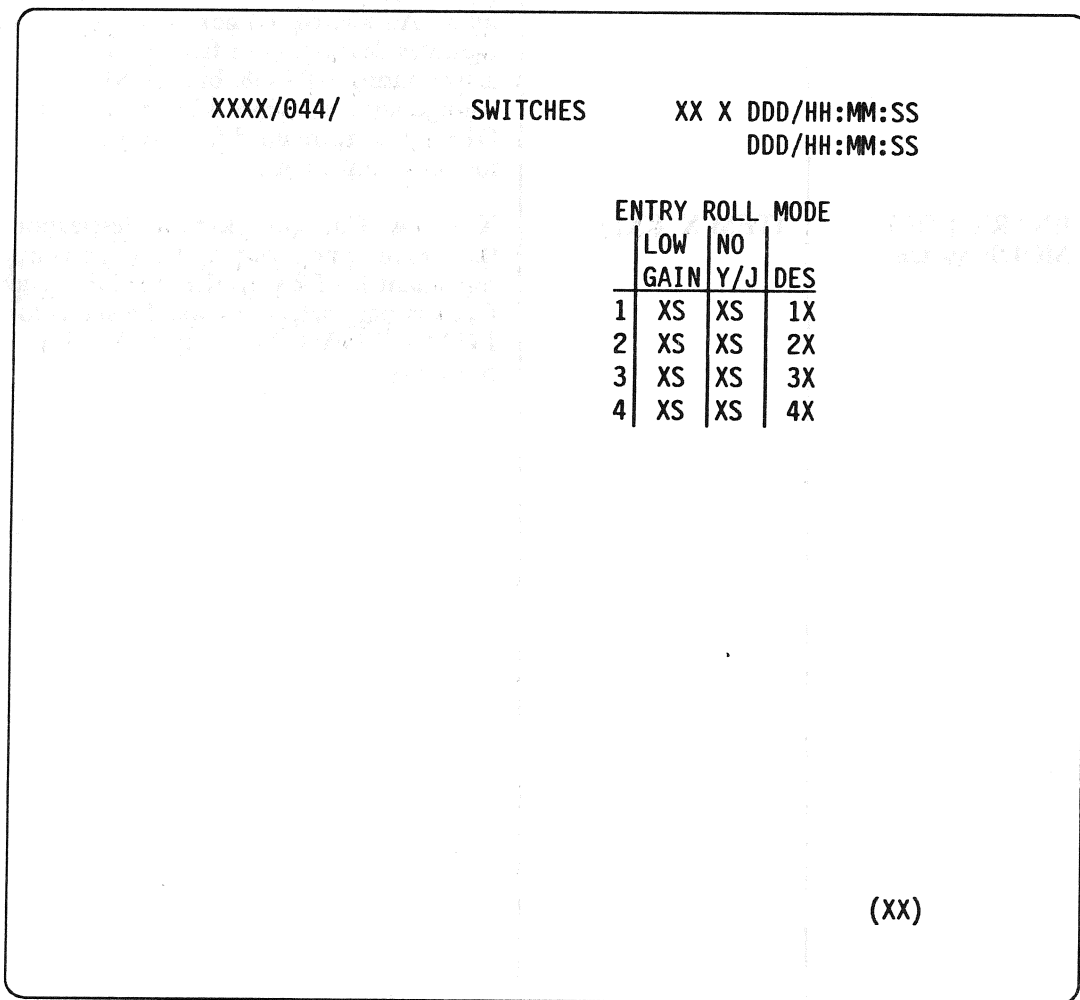 XXXX/044/ SWITCHES XX X DDD/HH:MM:SS
DDD/HH:MM:SS
ENTRY ROLL MODE
LOW NO
GAIN Y/J DES
1 XS XS 1X
2 XS XS 2X
3 XS XS 3X
4 XS XS 4X
(XX)